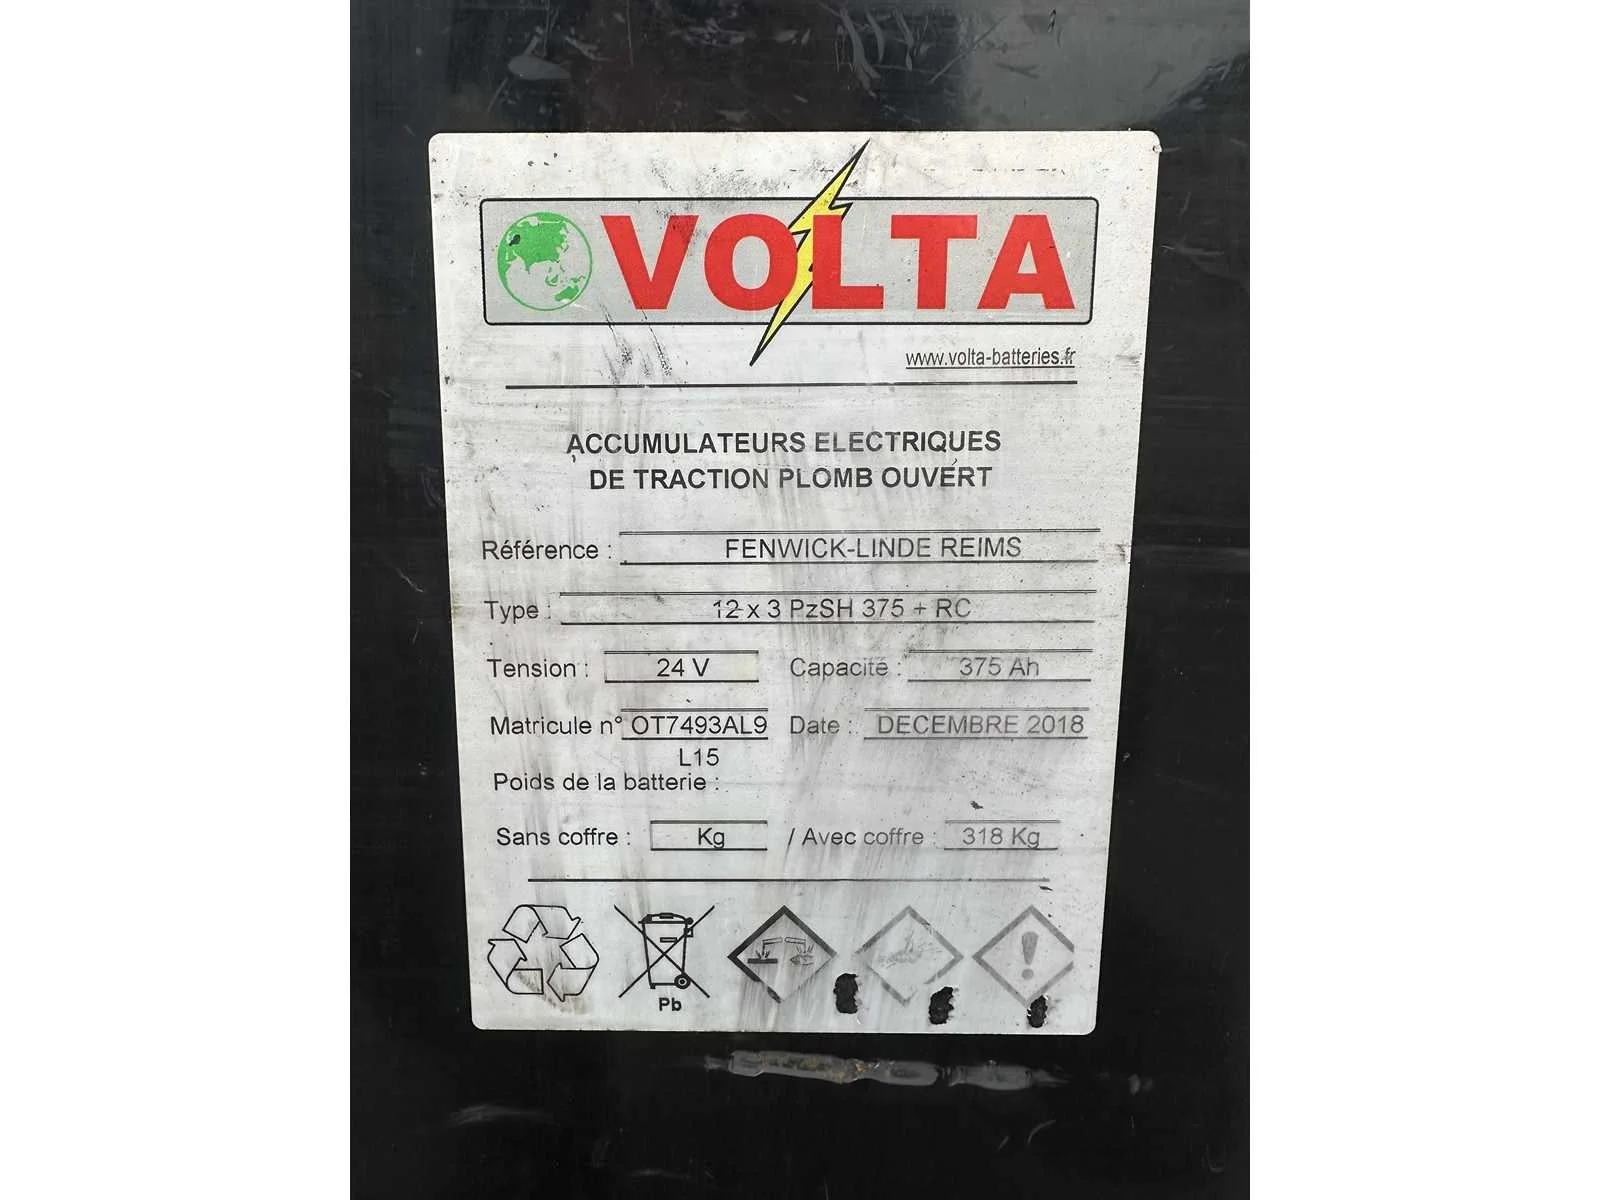 VOLTA
www.volta-batteries.fr
ACCUMULATEURS ELECTRIQUES
DE TRACTION PLOMB OUVERT
Référence : FENWICK-LINDE REIMS
Type : 12 x 3 PzSH 375 + RC
Tension : 24 V Capacité : 375 Ah
Matricule n° OT7493AL9 Date : DECEMBRE 2018
L15
Poids de la batterie :
Sans coffre : Kg / Avec coffre : 318 Kg
Pb